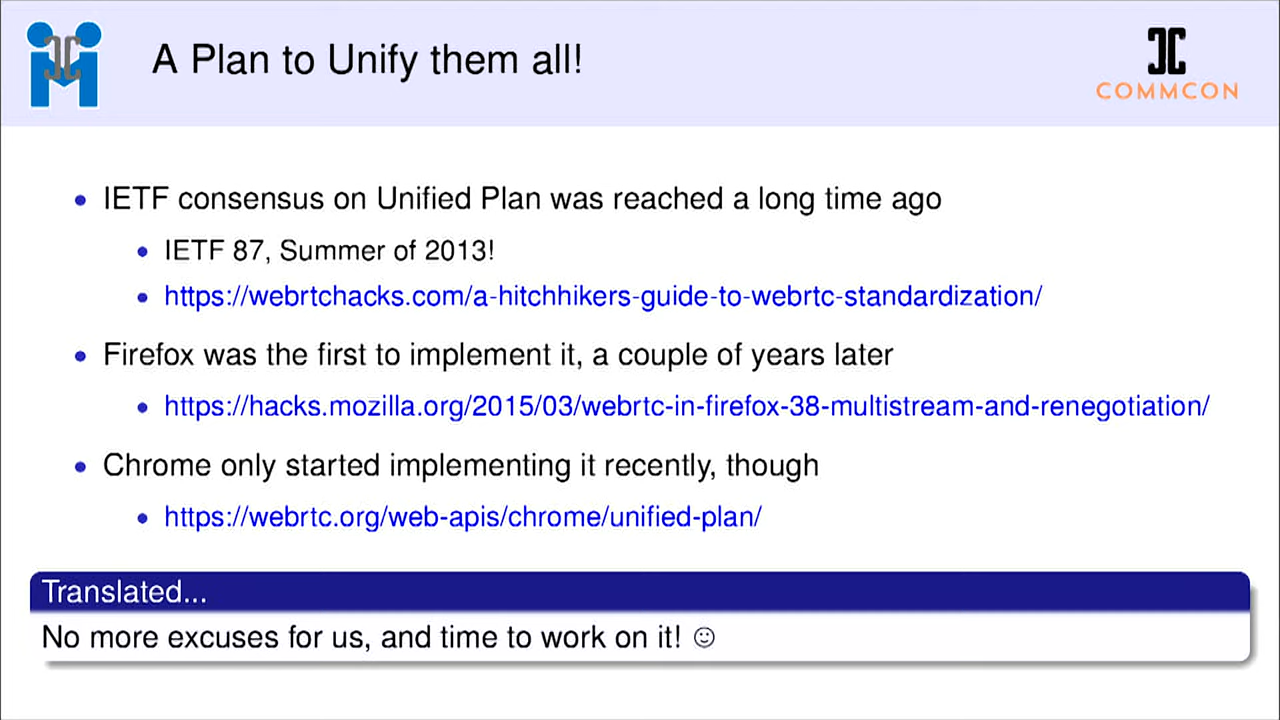 A Plan to Unify them all!
COMMCON
IETF consensus on Unified Plan was reached a long time ago
IETF 87, Summer of 2013!
https://webrtchacks.com/a-hitchhikers-guide-to-webrtc-standardization/
Firefox was the first to implement it, a couple of years later
https://hacks.mozilla.org/2015/03/webrtc-in-firefox-38-multistream-and-renegotiation/
Chrome only started implementing it recently, though
https://webrtc.org/web-apis/chrome/unified-plan/
Translated...
No more excuses for us, and time to work on it! ☺